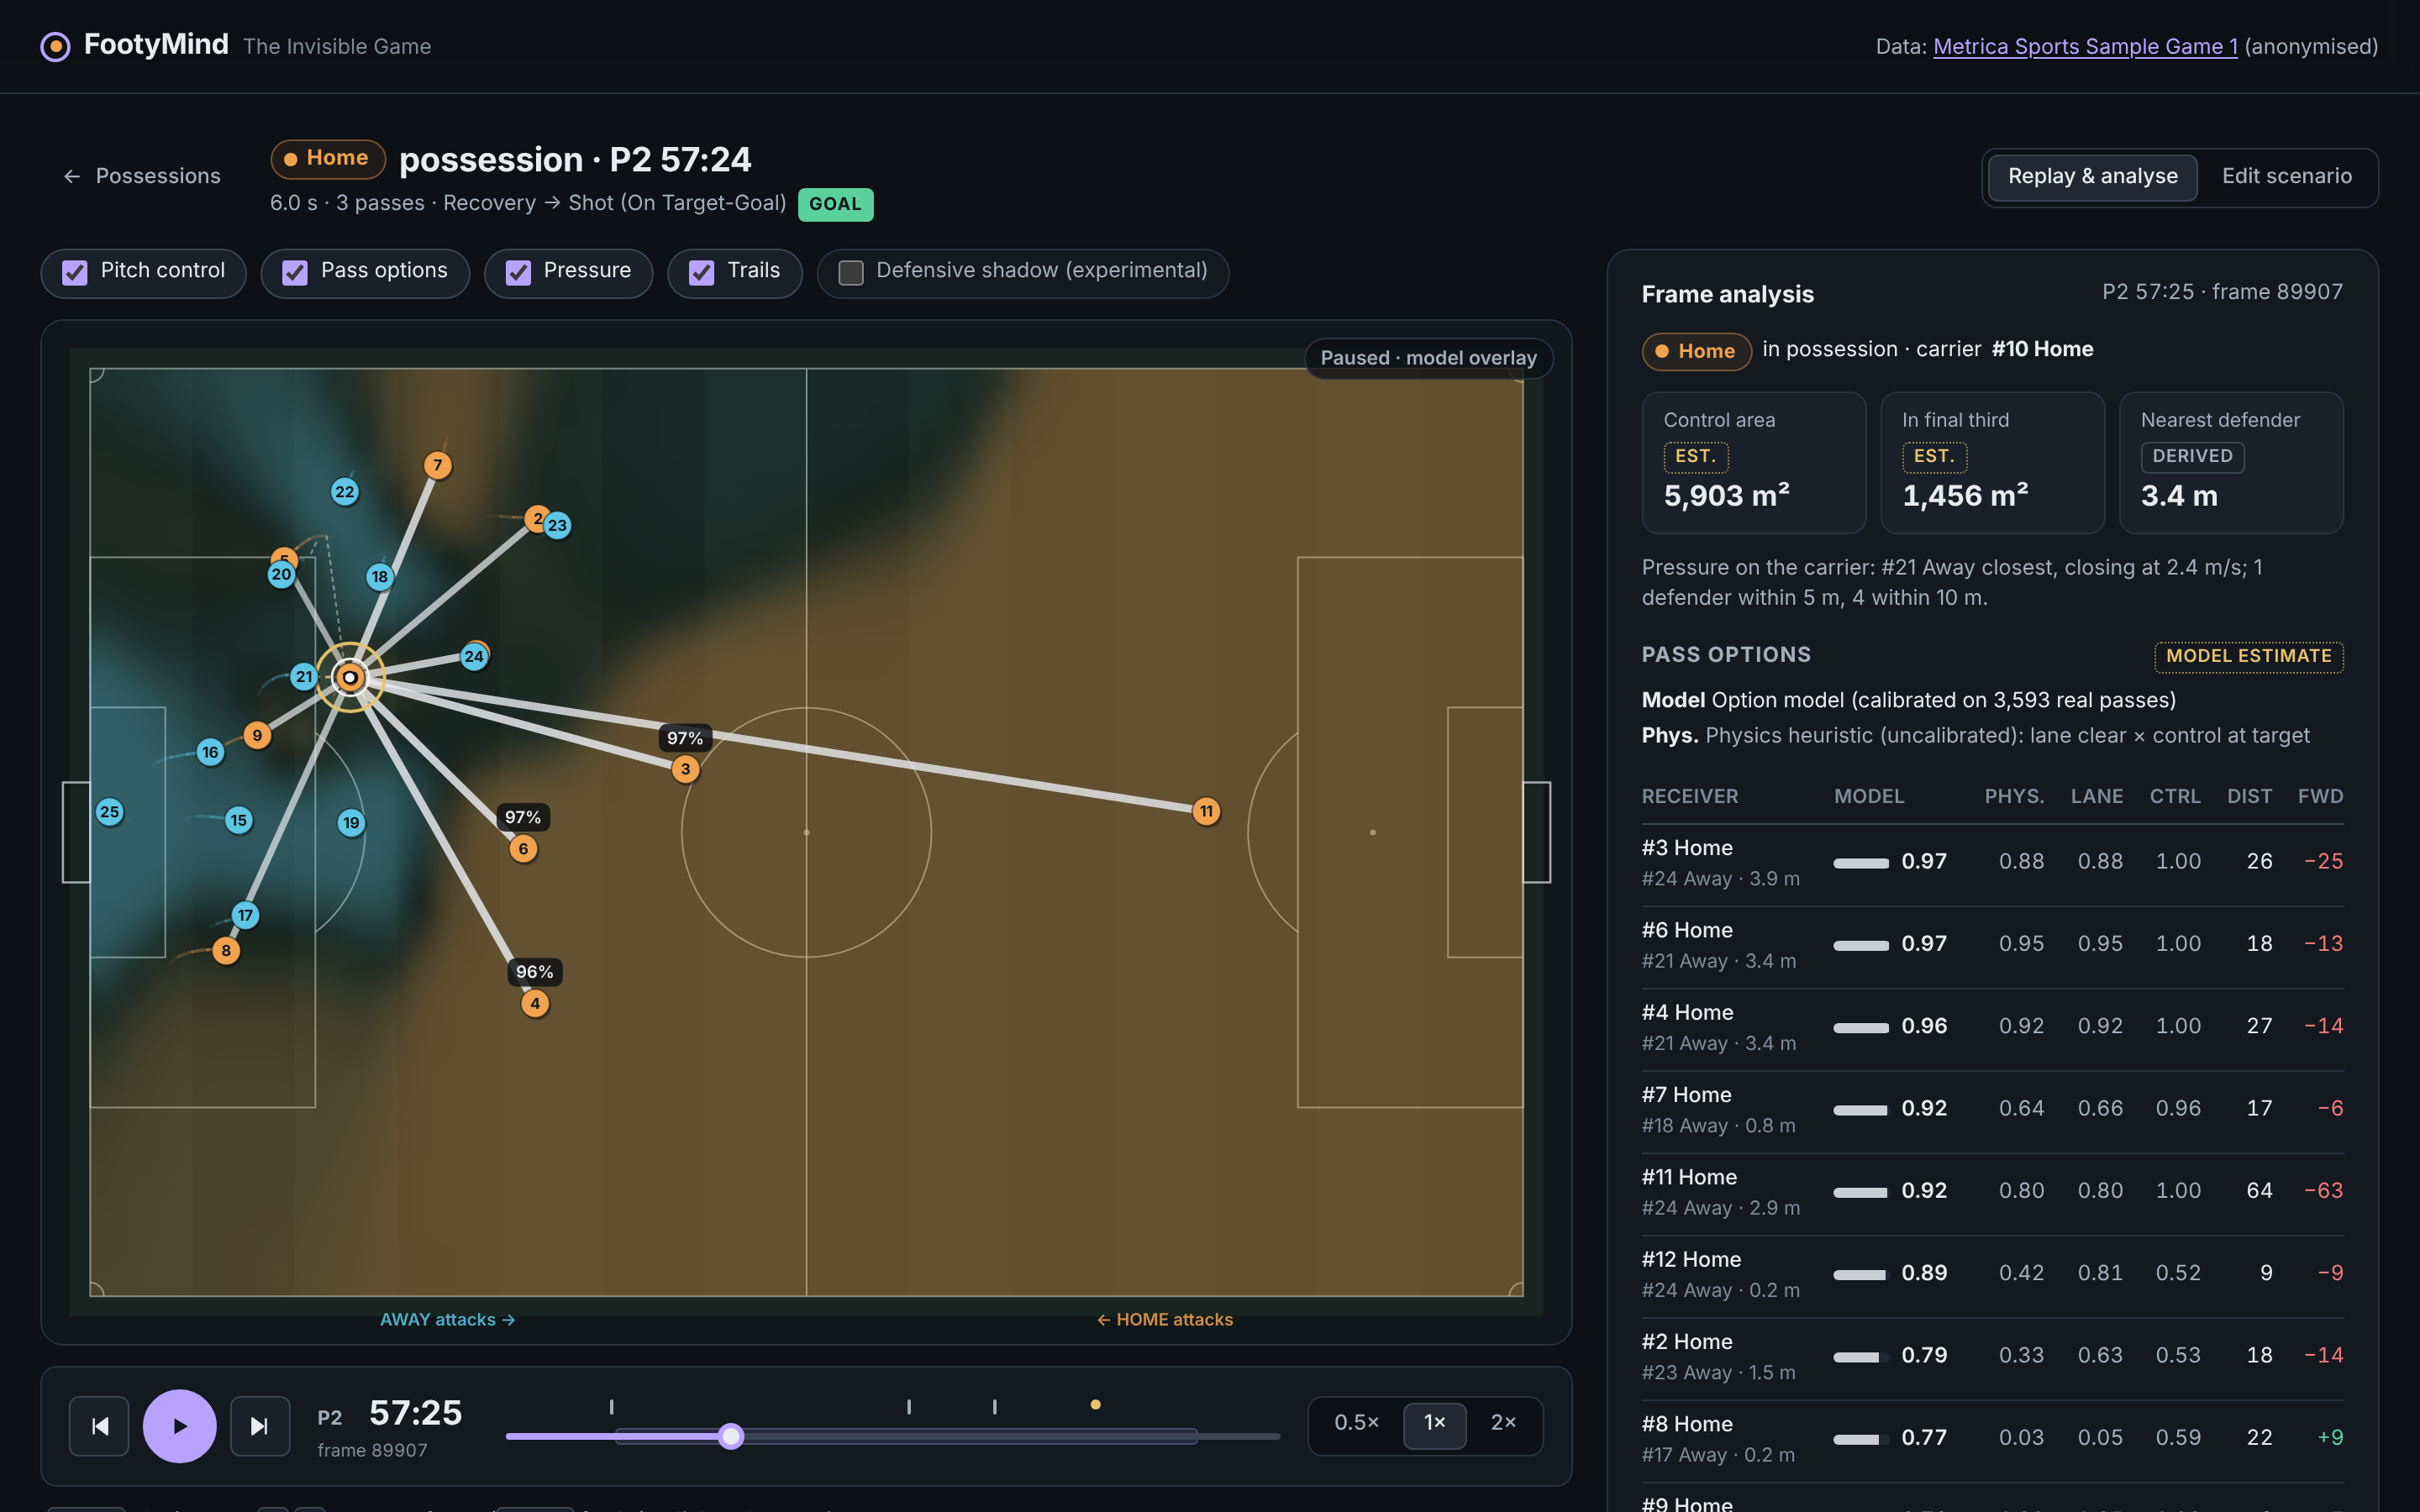 FootyMind The Invisible Game
Data: Metrica Sports Sample Game 1 (anonymised)
← Possessions
Home possession · P2 57:24
6.0 s · 3 passes · Recovery → Shot (On Target-Goal) GOAL
Replay & analyse
Edit scenario
Pitch control
Pass options
Pressure
Trails
Defensive shadow (experimental)
Paused · model overlay
7
22
2
23
5
20
18
24
21
9
16
97%
3
25
15
19
97%
6
11
17
8
96%
4
AWAY attacks →
← HOME attacks
P2 57:25
frame 89907
0.5×
1×
2×
Frame analysis
P2 57:25 · frame 89907
Home in possession · carrier #10 Home
Control area
EST.
5,903 m²
In final third
EST.
1,456 m²
Nearest defender
DERIVED
3.4 m
Pressure on the carrier: #21 Away closest, closing at 2.4 m/s; 1
defender within 5 m, 4 within 10 m.
PASS OPTIONS
MODEL ESTIMATE
Model Option model (calibrated on 3,593 real passes)
Phys. Physics heuristic (uncalibrated): lane clear × control at target
RECEIVER MODEL PHYS. LANE CTRL DIST FWD
#3 Home 0.97 0.88 0.88 1.00 26 −25
#24 Away · 3.9 m
#6 Home 0.97 0.95 0.95 1.00 18 −13
#21 Away · 3.4 m
#4 Home 0.96 0.92 0.92 1.00 27 −14
#21 Away · 3.4 m
#7 Home 0.92 0.64 0.66 0.96 17 −6
#18 Away · 0.8 m
#11 Home 0.92 0.80 0.80 1.00 64 −63
#24 Away · 2.9 m
#12 Home 0.89 0.42 0.81 0.52 9 −9
#24 Away · 0.2 m
#2 Home 0.79 0.33 0.63 0.53 18 −14
#23 Away · 1.5 m
#8 Home 0.77 0.03 0.05 0.59 22 +9
#17 Away · 0.2 m
#9 Home